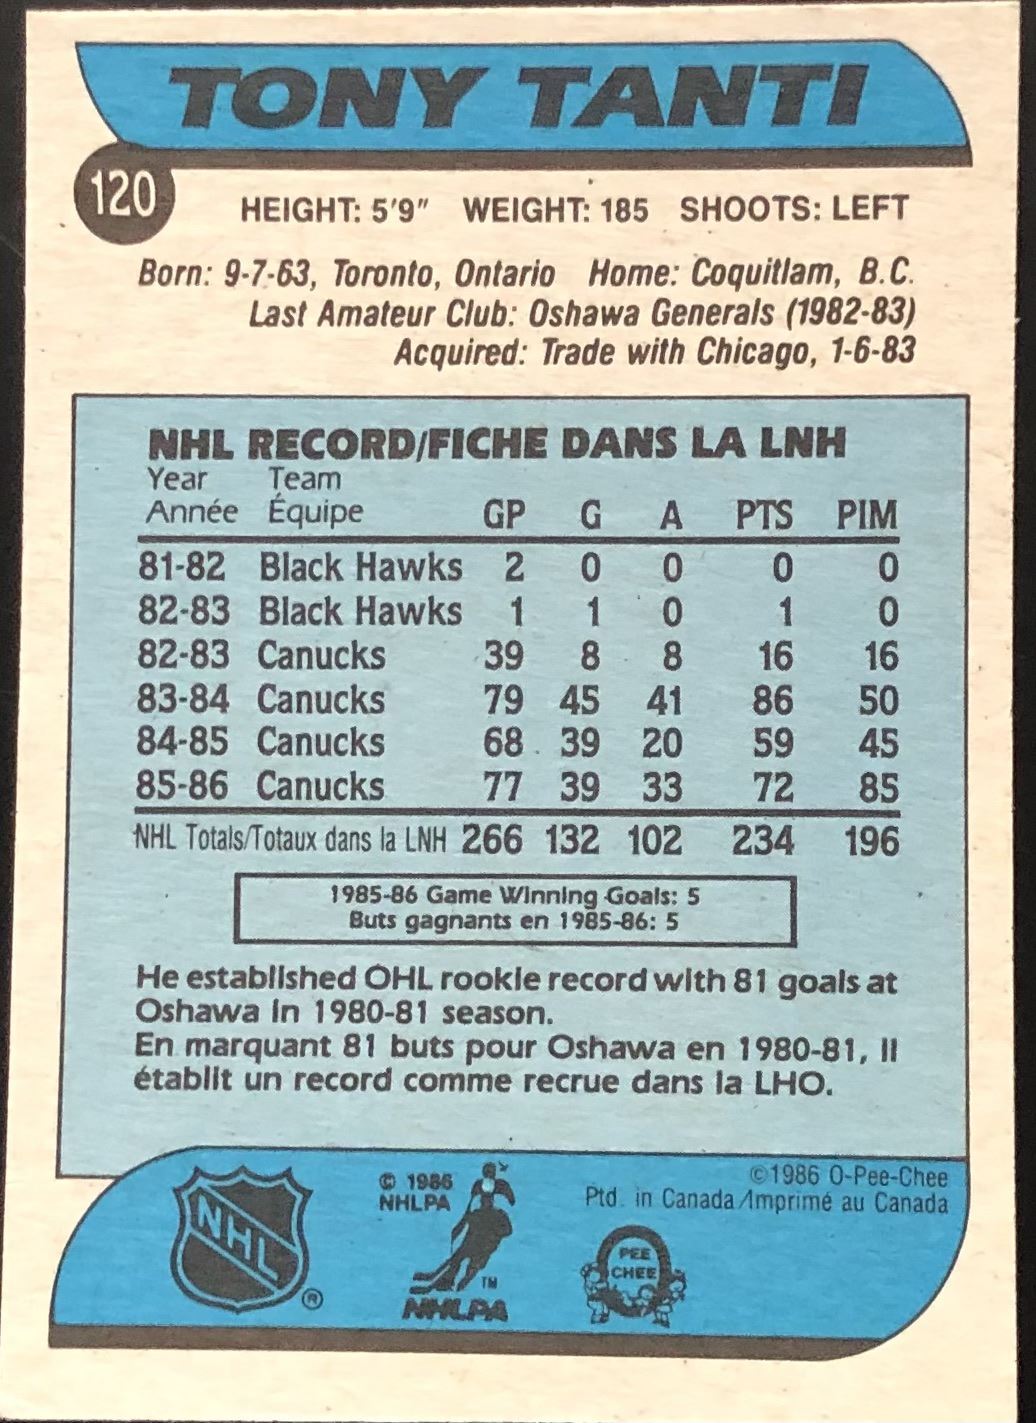 TONY TANTI
120
HEIGHT: 5'9" WEIGHT: 185 SHOOTS: LEFT
Born: 9-7-63, Toronto, Ontario Home: Coquitlam, B.C.
Last Amateur Club: Oshawa Generals (1982-83)
Acquired: Trade with Chicago, 1-6-83
NHL RECORD/FICHE DANS LA LNH
Year Team
Année Équipe GP G A PTS PIM
81-82 Black Hawks 2 0 0 0 0
82-83 Black Hawks 1 1 0 1 0
82-83 Canucks 39 8 8 16 16
83-84 Canucks 79 45 41 86 50
84-85 Canucks 68 39 20 59 45
85-86 Canucks 77 39 33 72 85
NHL Totals/Totaux dans la LNH 266 132 102 234 196
1985-86 Game Winning Goals: 5
Buts gagnants en 1985-86: 5
He established OHL rookie record with 81 goals at
Oshawa in 1980-81 season.
En marquant 81 buts pour Oshawa en 1980-81, il
établit un record comme recrue dans la LHO.
NHL
®
© 1986
NHLPA
TM
NHLPA
©1986 O-Pee-Chee
Ptd. in Canada/Imprimé au Canada
PEE
CHEE